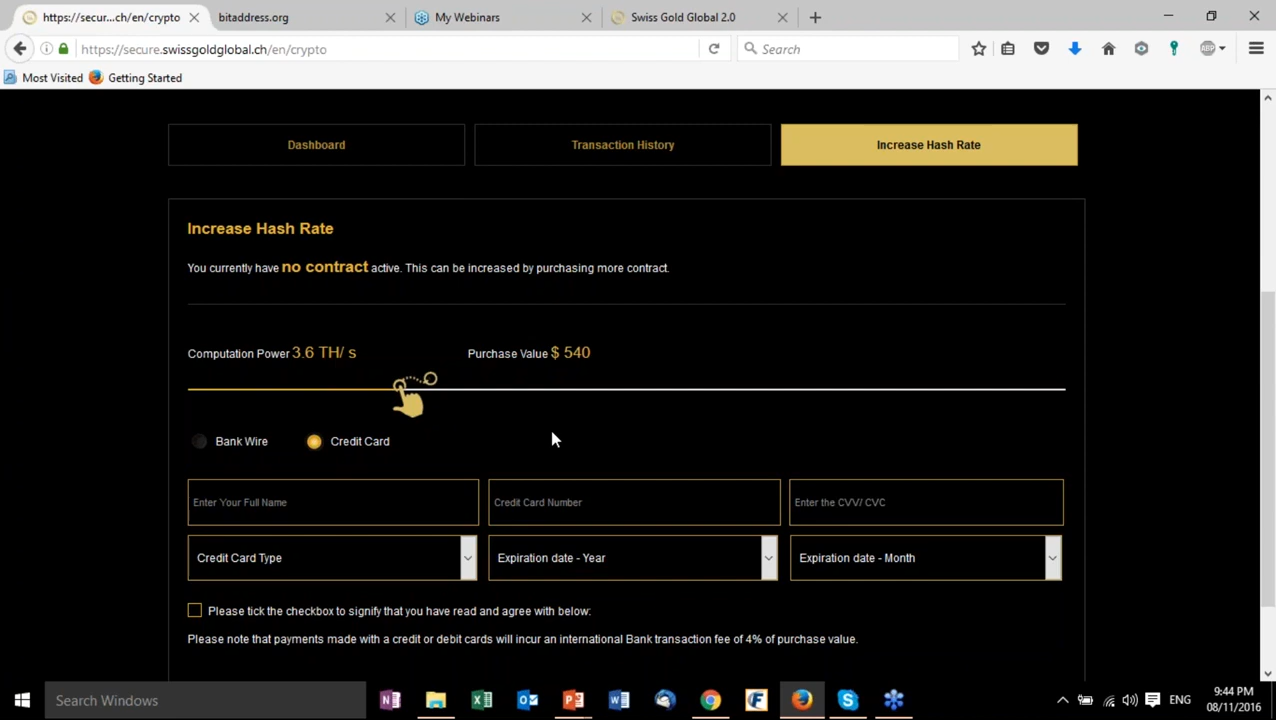 https://secur...ch/en/crypto
bitaddress.org
My Webinars
Swiss Gold Global 2.0
https://secure.swissgoldglobal.ch/en/crypto
Search
ABP
Most Visited
Getting Started
Dashboard
Transaction History
Increase Hash Rate
Increase Hash Rate
You currently have no contract active. This can be increased by purchasing more contract.
Computation Power 3.6 TH/ s
Purchase Value $ 540
Bank Wire
Credit Card
Enter Your Full Name
Credit Card Number
Enter the CVV/ CVC
Credit Card Type
Expiration date - Year
Expiration date - Month
Please tick the checkbox to signify that you have read and agree with below:
Please note that payments made with a credit or debit cards will incur an international Bank transaction fee of 4% of purchase value.
Search Windows
ENG
9:44 PM
08/11/2016